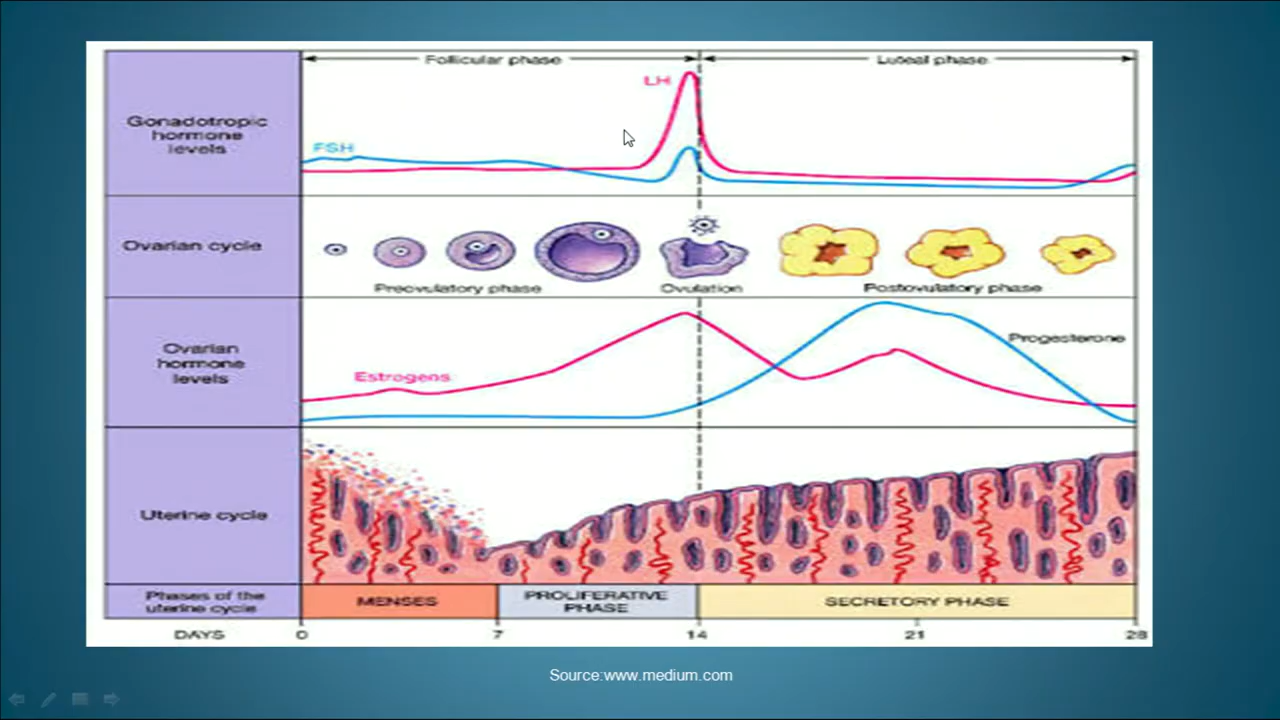 Follicular phase
Luteal phase
LH
Gonadotropic
hormone
levels
FSH
Ovarian cycle
Preovulatory phase
Ovulation
Postovulatory phase
Ovarian
hormone
levels
Estrogens
Progesterone
Uterine cycle
Phases of the
uterine cycle
MENSES
PROLIFERATIVE
PHASE
SECRETORY PHASE
DAYS 0 7 14 21 28
Source:www.medium.com